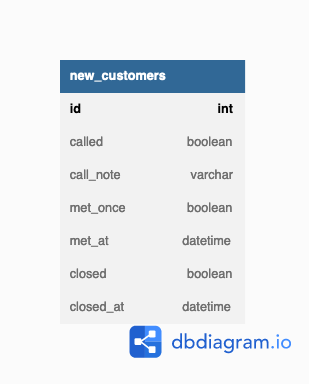 new_customers
id int
called boolean
call_note varchar
met_once boolean
met_at datetime
closed boolean
closed_at datetime
dbdiagram.io